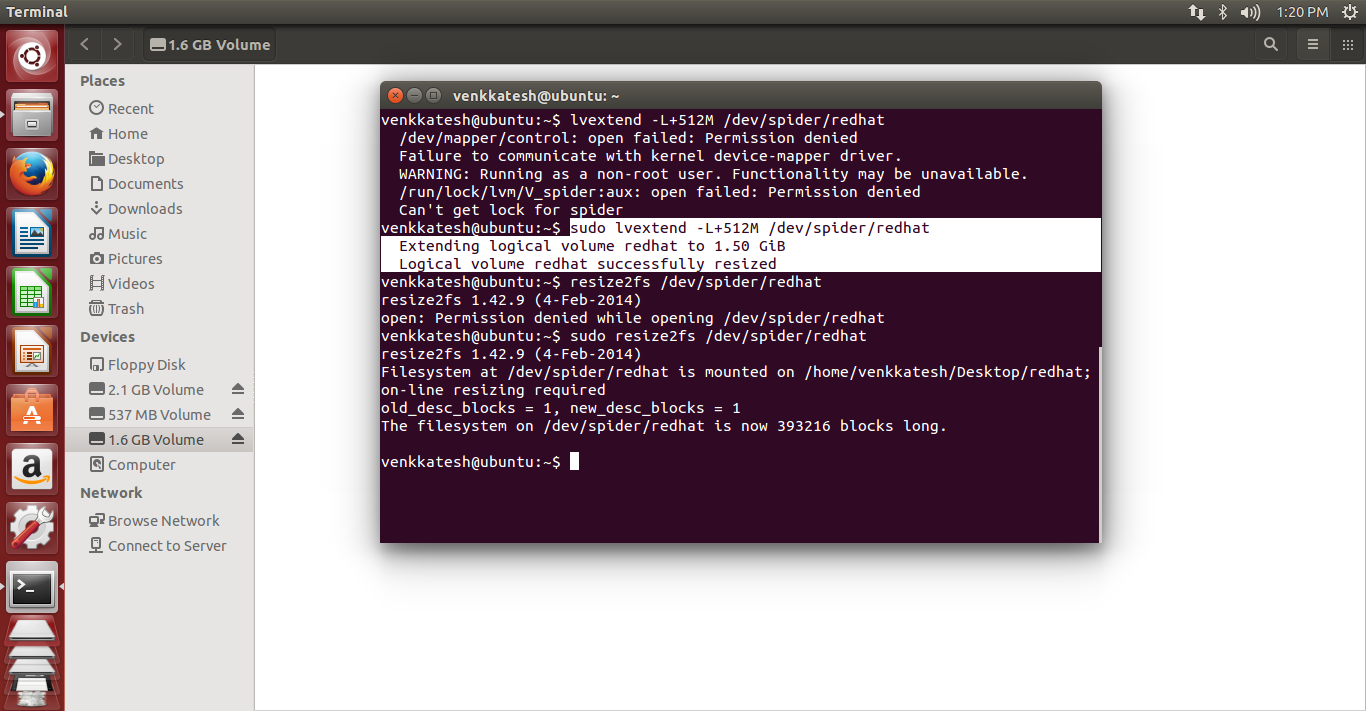 Terminal
1:20 PM
1.6 GB Volume
Places
Recent
Home
Desktop
Documents
Downloads
Music
Pictures
Videos
Trash
Devices
Floppy Disk
2.1 GB Volume
537 MB Volume
1.6 GB Volume
Computer
Network
Browse Network
Connect to Server
venkkatesh@ubuntu: ~
venkkatesh@ubuntu:~$ lvextend -L+512M /dev/spider/redhat
  /dev/mapper/control: open failed: Permission denied
  Failure to communicate with kernel device-mapper driver.
  WARNING: Running as a non-root user. Functionality may be unavailable.
  /run/lock/lvm/V_spider:aux: open failed: Permission denied
  Can't get lock for spider
venkkatesh@ubuntu:~$ sudo lvextend -L+512M /dev/spider/redhat
  Extending logical volume redhat to 1.50 GiB
  Logical volume redhat successfully resized
venkkatesh@ubuntu:~$ resize2fs /dev/spider/redhat
resize2fs 1.42.9 (4-Feb-2014)
open: Permission denied while opening /dev/spider/redhat
venkkatesh@ubuntu:~$ sudo resize2fs /dev/spider/redhat
resize2fs 1.42.9 (4-Feb-2014)
Filesystem at /dev/spider/redhat is mounted on /home/venkkatesh/Desktop/redhat;
on-line resizing required
old_desc_blocks = 1, new_desc_blocks = 1
The filesystem on /dev/spider/redhat is now 393216 blocks long.
venkkatesh@ubuntu:~$